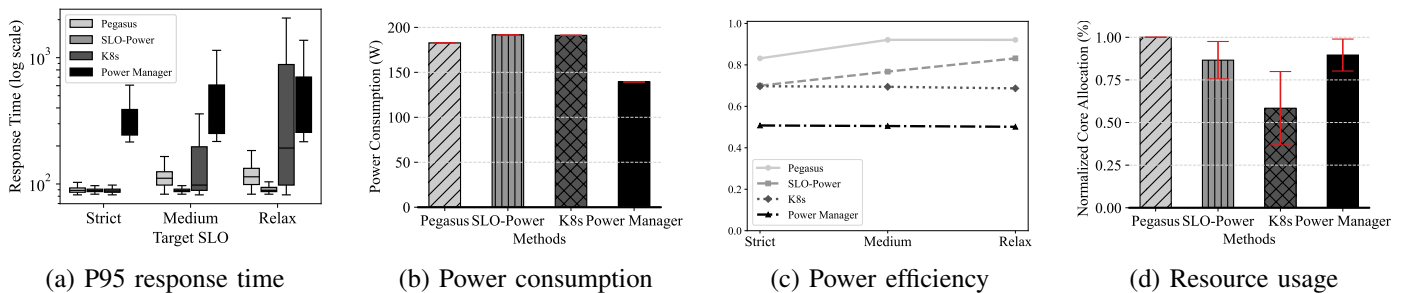 Response Time (log scale)
10³
10²
Pegasus
SLO-Power
K8s
Power Manager
Strict Medium Relax
Target SLO
(a) P95 response time
Power Consumption (W)
200
150
100
50
0
Pegasus SLO-Power K8s Power Manager
Methods
(b) Power consumption
1.0
0.8
0.6
0.4
0.2
0.0
Pegasus
SLO-Power
K8s
Power Manager
Strict Medium Relax
(c) Power efficiency
Normalized Core Allocation (%)
1.00
0.75
0.50
0.25
0.00
Pegasus SLO-Power K8s Power Manager
Methods
(d) Resource usage